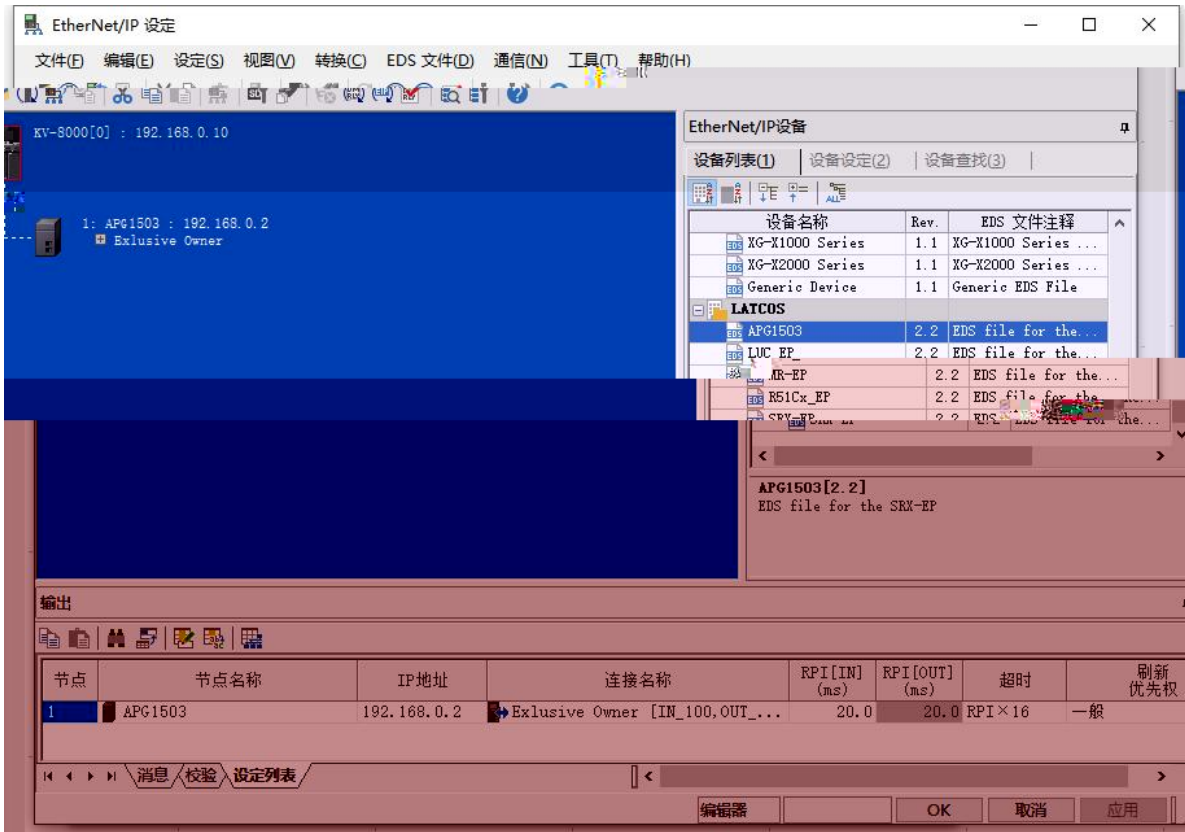 EtherNet/IP 设定
文件(F) 编辑(E) 设定(S) 视图(V) 转换(C) EDS 文件(D) 通信(N) 工具(T) 帮助(H)
KV-8000[0] : 192.168.0.10
1: APG1503 : 192.168.0.2
Exlusive Owner
EtherNet/IP设备
设备列表(1) 设备设定(2) 设备查找(3)
设备名称 Rev. EDS 文件注释
XG-X1000 Series 1.1 XG-X1000 Series ...
XG-X2000 Series 1.1 XG-X2000 Series ...
Generic Device 1.1 Generic EDS File
LATCOS
APG1503 2.2 EDS file for the...
LUC_EP_ 2.2 EDS file for the...
MR-EP 2.2 EDS file for the...
R51Cx_EP 2.2 EDS file for the
APG1503[2.2]
EDS file for the SRX-EP
输出
节点 节点名称 IP地址 连接名称 RPI[IN] (ms) RPI[OUT] (ms) 超时 刷新 优先权
1 APG1503 192.168.0.2 Exlusive Owner [IN_100,OUT_... 20.0 20.0 RPI×16 一般
消息 校验 设定列表
编辑器 OK 取消 应用